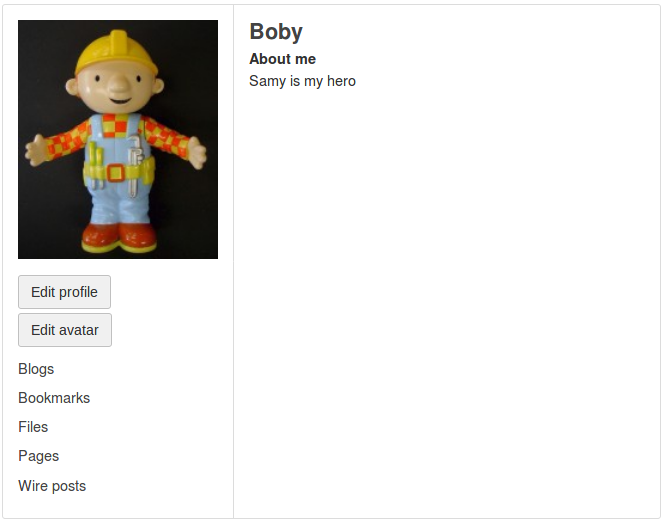 Boby
About me
Samy is my hero
Edit profile
Edit avatar
Blogs
Bookmarks
Files
Pages
Wire posts